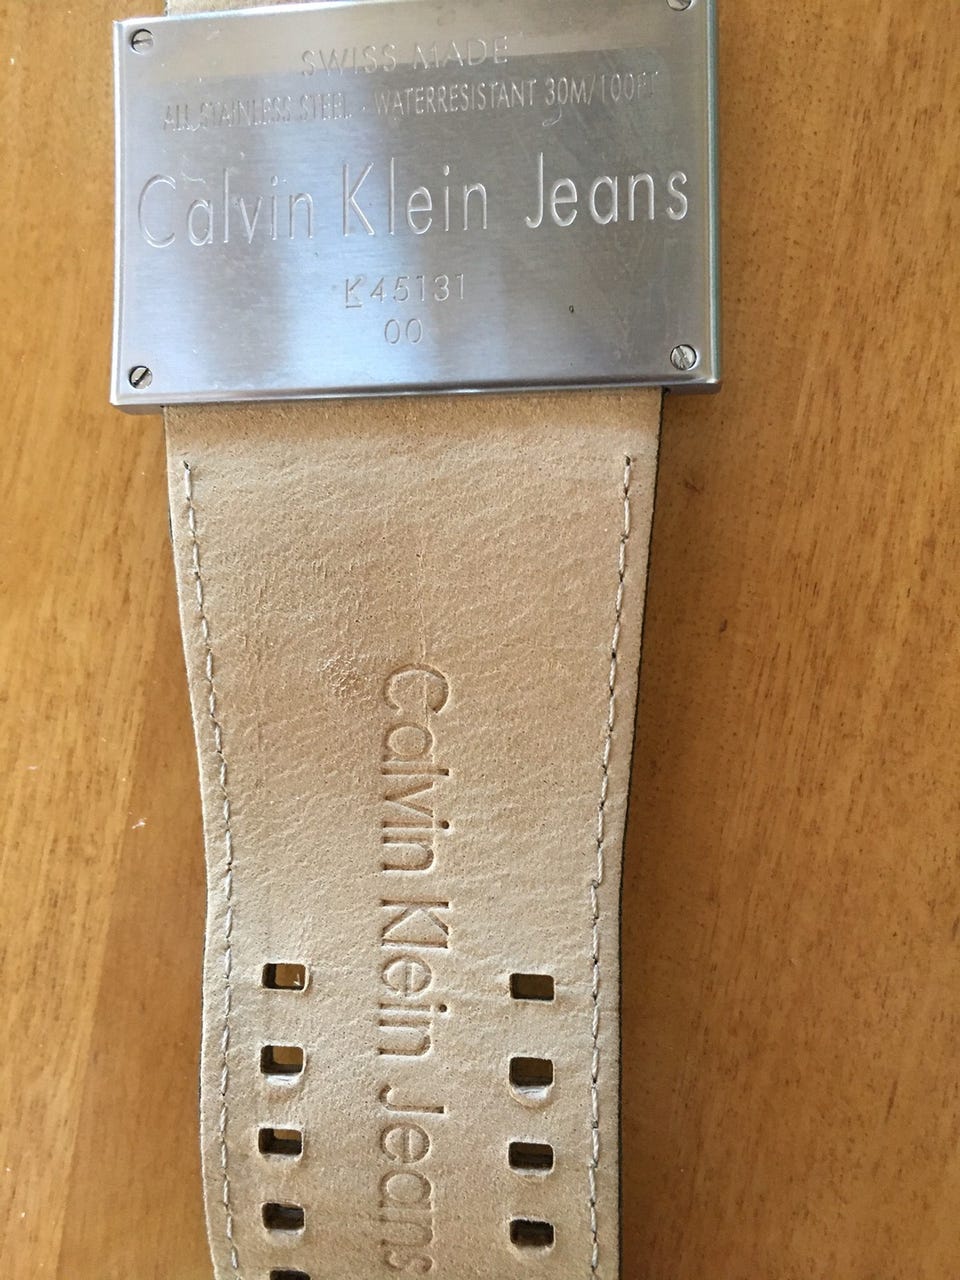 SWISS MADE
ALL STAINLESS STEEL - WATERRESISTANT 30M/100FT
Calvin Klein Jeans
K45131
00
Calvin Klein Jeans